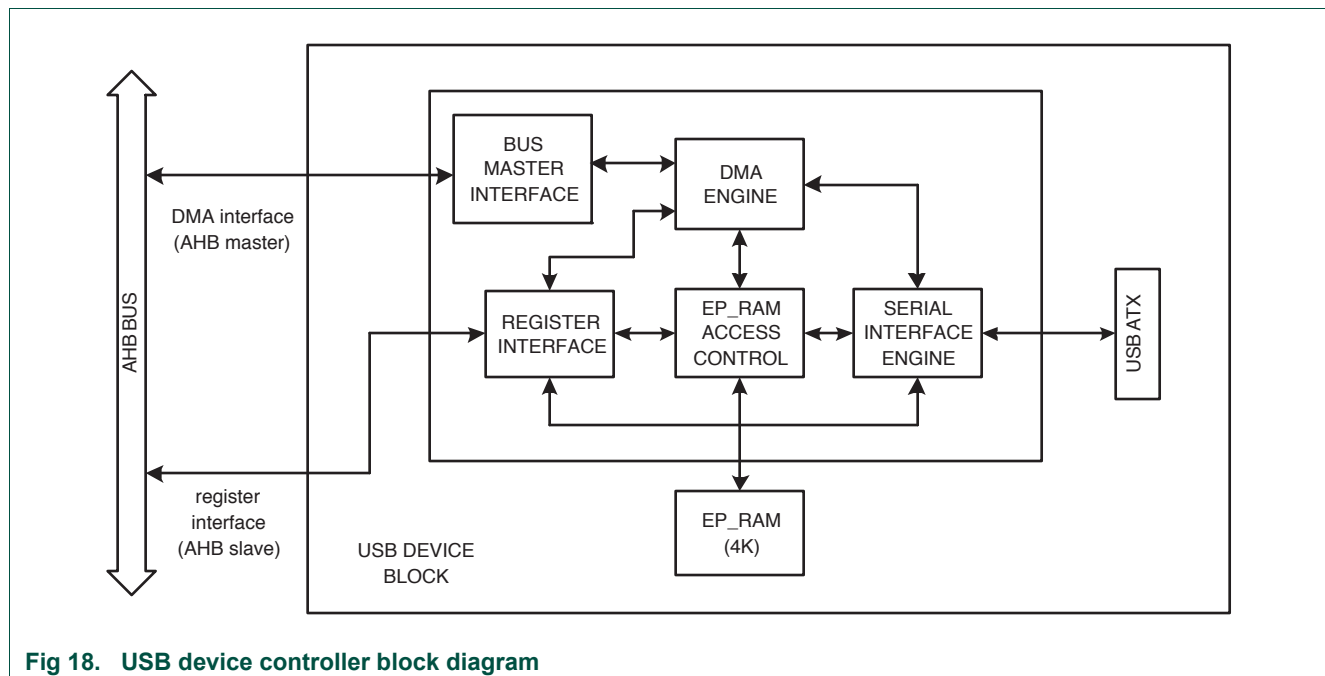 AHB BUS
DMA interface
(AHB master)
register
interface
(AHB slave)
BUS
MASTER
INTERFACE
DMA
ENGINE
REGISTER
INTERFACE
EP_RAM
ACCESS
CONTROL
SERIAL
INTERFACE
ENGINE
USB ATX
EP_RAM
(4K)
USB DEVICE
BLOCK
Fig 18. USB device controller block diagram